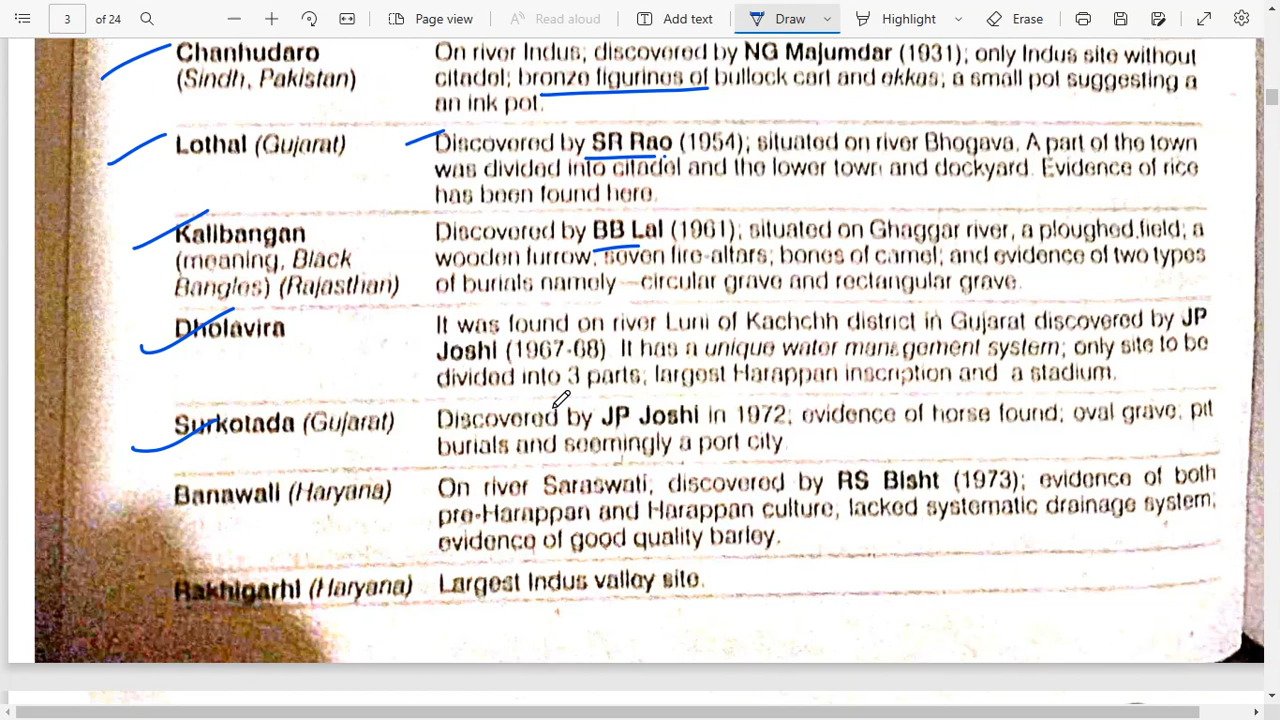 3 of 24 Page view Read aloud Add text Draw Highlight Erase
Chanhudaro On river Indus; discovered by NG Majumdar (1931); only Indus site without
(Sindh, Pakistan) citadel; bronze figurines of bullock cart and ekkas; a small pot suggesting a
an ink pot.
Lothal (Gujarat) Discovered by SR Rao (1954); situated on river Bhogava. A part of the town
was divided into citadel and the lower town and dockyard. Evidence of rice
has been found here.
Kalibangan Discovered by BB Lal (1961); situated on Ghaggar river, a ploughed field; a
(meaning, Black wooden furrow; seven fire-altars; bones of camel; and evidence of two types
Bangles) (Rajasthan) of burials namely—circular grave and rectangular grave.
Dholavira It was found on river Luni of Kachchh district in Gujarat discovered by JP
Joshi (1967-68). It has a unique water management system; only site to be
divided into 3 parts; largest Harappan inscription and a stadium.
Surkotada (Gujarat) Discovered by JP Joshi in 1972; evidence of horse found; oval grave, pit
burials and seemingly a port city.
Banawali (Haryana) On river Saraswati; discovered by RS Bisht (1973); evidence of both
pre-Harappan and Harappan culture, lacked systematic drainage system;
evidence of good quality barley.
Rakhigarhi (Haryana) Largest Indus valley site.